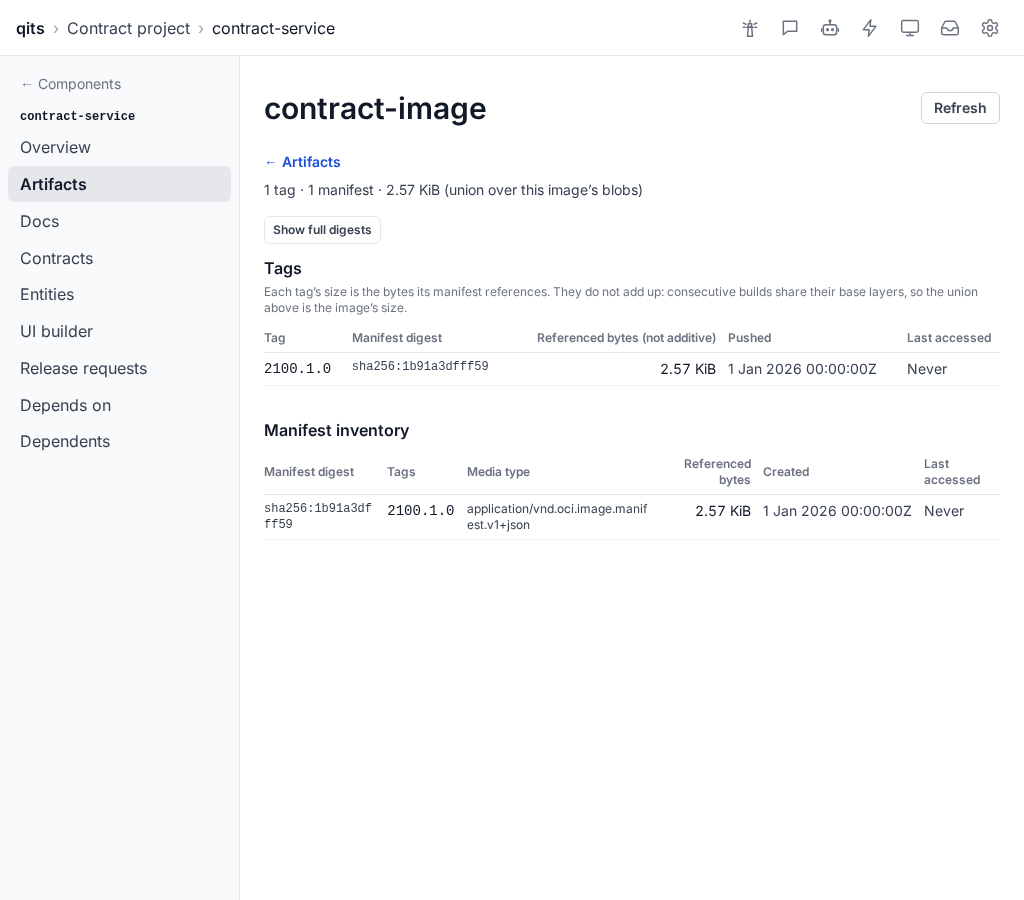 qits › Contract project › contract-service
← Components
contract-service
Overview
Artifacts
Docs
Contracts
Entities
UI builder
Release requests
Depends on
Dependents
contract-image
Refresh
← Artifacts
1 tag · 1 manifest · 2.57 KiB (union over this image’s blobs)
Show full digests
Tags
Each tag’s size is the bytes its manifest references. They do not add up: consecutive builds share their base layers, so the union
above is the image’s size.
Tag Manifest digest Referenced bytes (not additive) Pushed Last accessed
2100.1.0 sha256:1b91a3dfff59 2.57 KiB 1 Jan 2026 00:00:00Z Never
Manifest inventory
Manifest digest Tags Media type Referenced bytes Created Last accessed
sha256:1b91a3df 2100.1.0 application/vnd.oci.image.manif 2.57 KiB 1 Jan 2026 00:00:00Z Never
ff59 est.v1+json